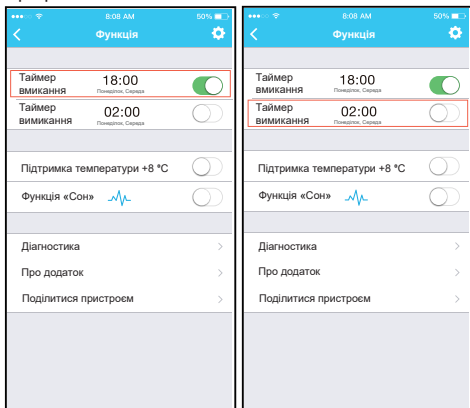 8:08 AM 50%
Функція
Таймер вмикання 18:00
Понеділок, Середа
Таймер вимикання 02:00
Понеділок, Середа
Підтримка температури +8 °C
Функція «Сон»
Діагностика
Про додаток
Поділитися пристроєм
8:08 AM 50%
Функція
Таймер вмикання 18:00
Понеділок, Середа
Таймер вимикання 02:00
Понеділок, Середа
Підтримка температури +8 °C
Функція «Сон»
Діагностика
Про додаток
Поділитися пристроєм